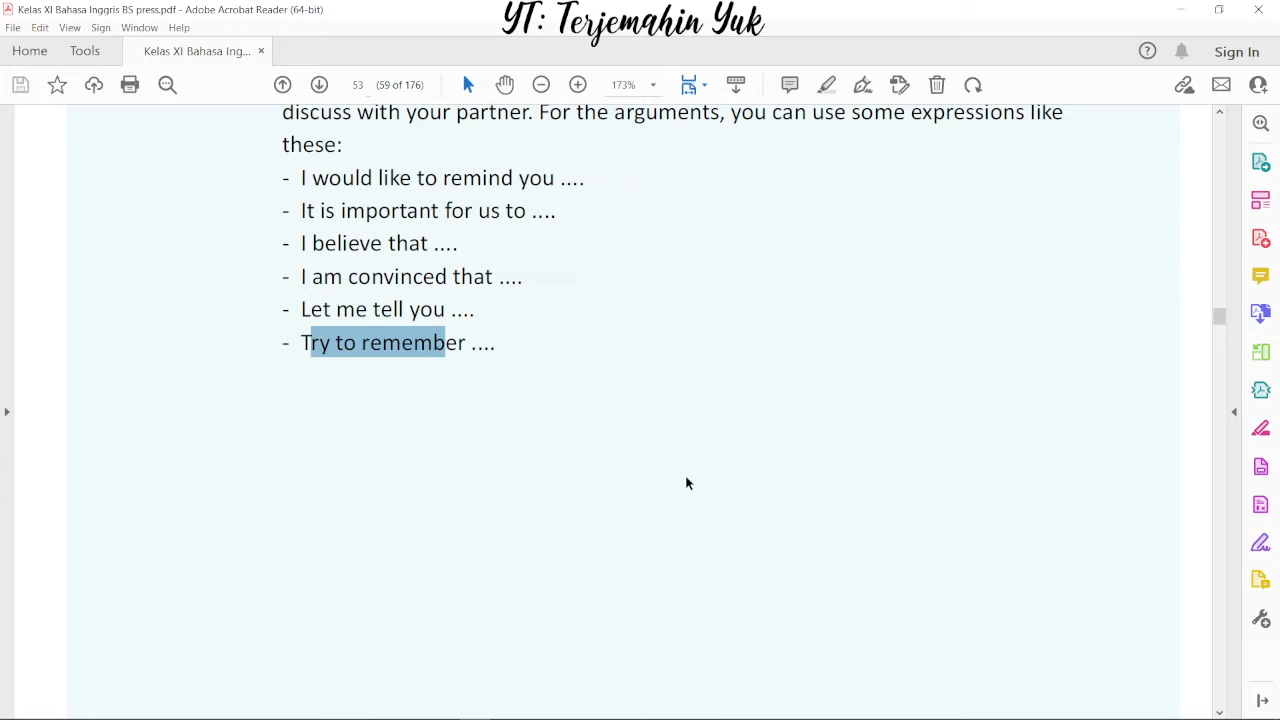 Kelas XI Bahasa Inggris BS press.pdf - Adobe Acrobat Reader (64-bit)
YT: Terjemahin Yuk
File Edit View Sign Window Help
Home Tools Kelas XI Bahasa Ing... × Sign In
53 (59 of 176) 173%
discuss with your partner. For the arguments, you can use some expressions like
these:
- I would like to remind you ....
- It is important for us to ....
- I believe that ....
- I am convinced that ....
- Let me tell you ....
- Try to remember ....